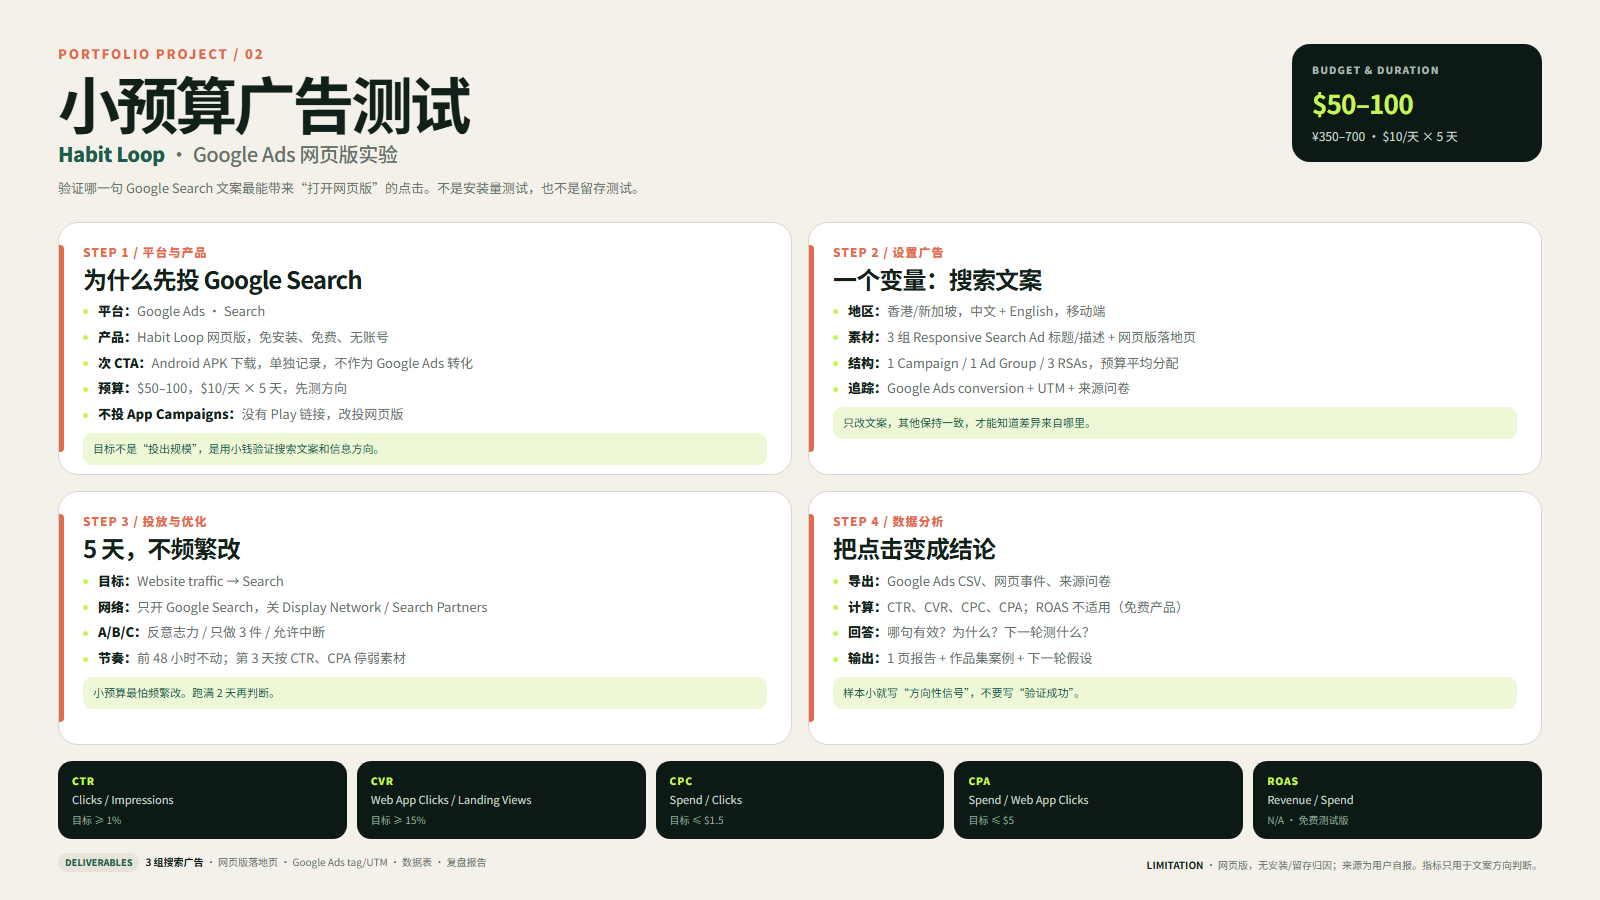 PORTFOLIO PROJECT / 02
小预算广告测试
Habit Loop · Google Ads 网页版实验
验证哪一句 Google Search 文案最能带来“打开网页版”的点击。不是安装量测试，也不是留存测试。
BUDGET & DURATION
$50–100
¥350–700 · $10/天 × 5 天
STEP 1 / 平台与产品
为什么先投 Google Search
平台：Google Ads · Search
产品：Habit Loop 网页版，免安装、免费、无账号
次 CTA：Android APK 下载，单独记录，不作为 Google Ads 转化
预算：$50–100，$10/天 × 5 天，先测方向
不投 App Campaigns：没有 Play 链接，改投网页版
目标不是“投出规模”，是用小钱验证搜索文案和信息方向。
STEP 2 / 设置广告
一个变量：搜索文案
地区：香港/新加坡，中文 + English，移动端
素材：3 组 Responsive Search Ad 标题/描述 + 网页版落地页
结构：1 Campaign / 1 Ad Group / 3 RSAs，预算平均分配
追踪：Google Ads conversion + UTM + 来源问卷
只改文案，其他保持一致，才能知道差异来自哪里。
STEP 3 / 投放与优化
5 天，不频繁改
目标：Website traffic → Search
网络：只开 Google Search，关 Display Network / Search Partners
A/B/C：反意志力 / 只做 3 件 / 允许中断
节奏：前 48 小时不动；第 3 天按 CTR、CPA 停弱素材
小预算最怕频繁改。跑满 2 天再判断。
STEP 4 / 数据分析
把点击变成结论
导出：Google Ads CSV、网页事件、来源问卷
计算：CTR、CVR、CPC、CPA；ROAS 不适用（免费产品）
回答：哪句有效？为什么？下一轮测什么？
输出：1 页报告 + 作品集案例 + 下一轮假设
样本小就写“方向性信号”，不要写“验证成功”。
CTR
Clicks / Impressions
目标 ≥ 1%
CVR
Web App Clicks / Landing Views
目标 ≥ 15%
CPC
Spend / Clicks
目标 ≤ $1.5
CPA
Spend / Web App Clicks
目标 ≤ $5
ROAS
Revenue / Spend
N/A · 免费测试版
DELIVERABLES 3 组搜索广告 · 网页版落地页 · Google Ads tag/UTM · 数据表 · 复盘报告
LIMITATION · 网页版，无安装/留存归因；来源为用户自报。指标只用于文案方向判断。